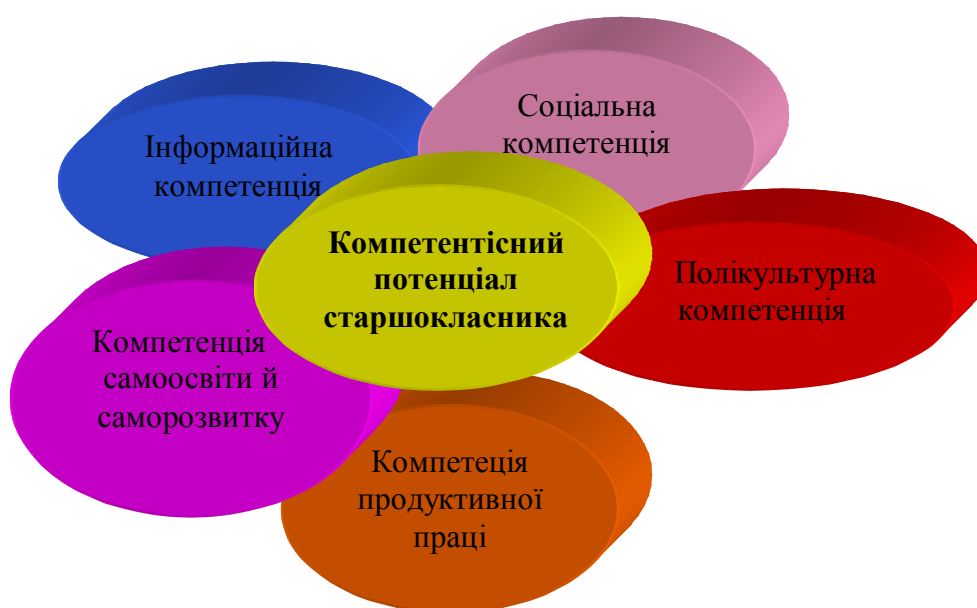 Соціальна
компетенція
Інформаційна
компетенція
Компетентісний
потенціал
старшокласника
Полікультурна
компетенція
Компетенція
самоосвіти й
саморозвитку
Компетеція
продуктивної
праці